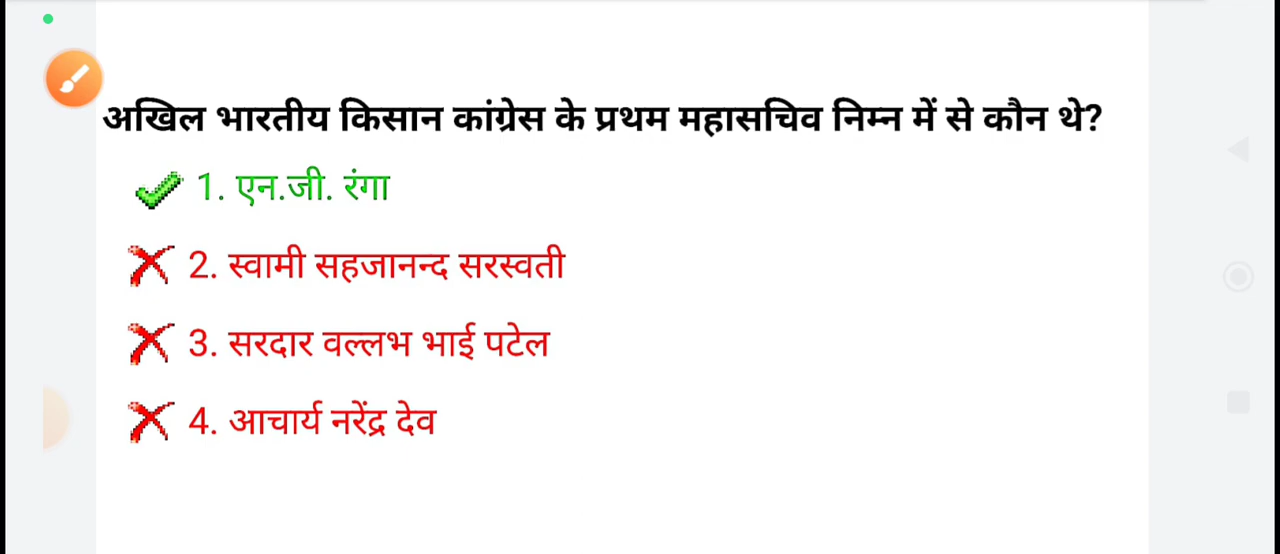 अखिल भारतीय किसान कांग्रेस के प्रथम महासचिव निम्न में से कौन थे?
1. एन.जी. रंगा
2. स्वामी सहजानन्द सरस्वती
3. सरदार वल्लभ भाई पटेल
4. आचार्य नरेंद्र देव